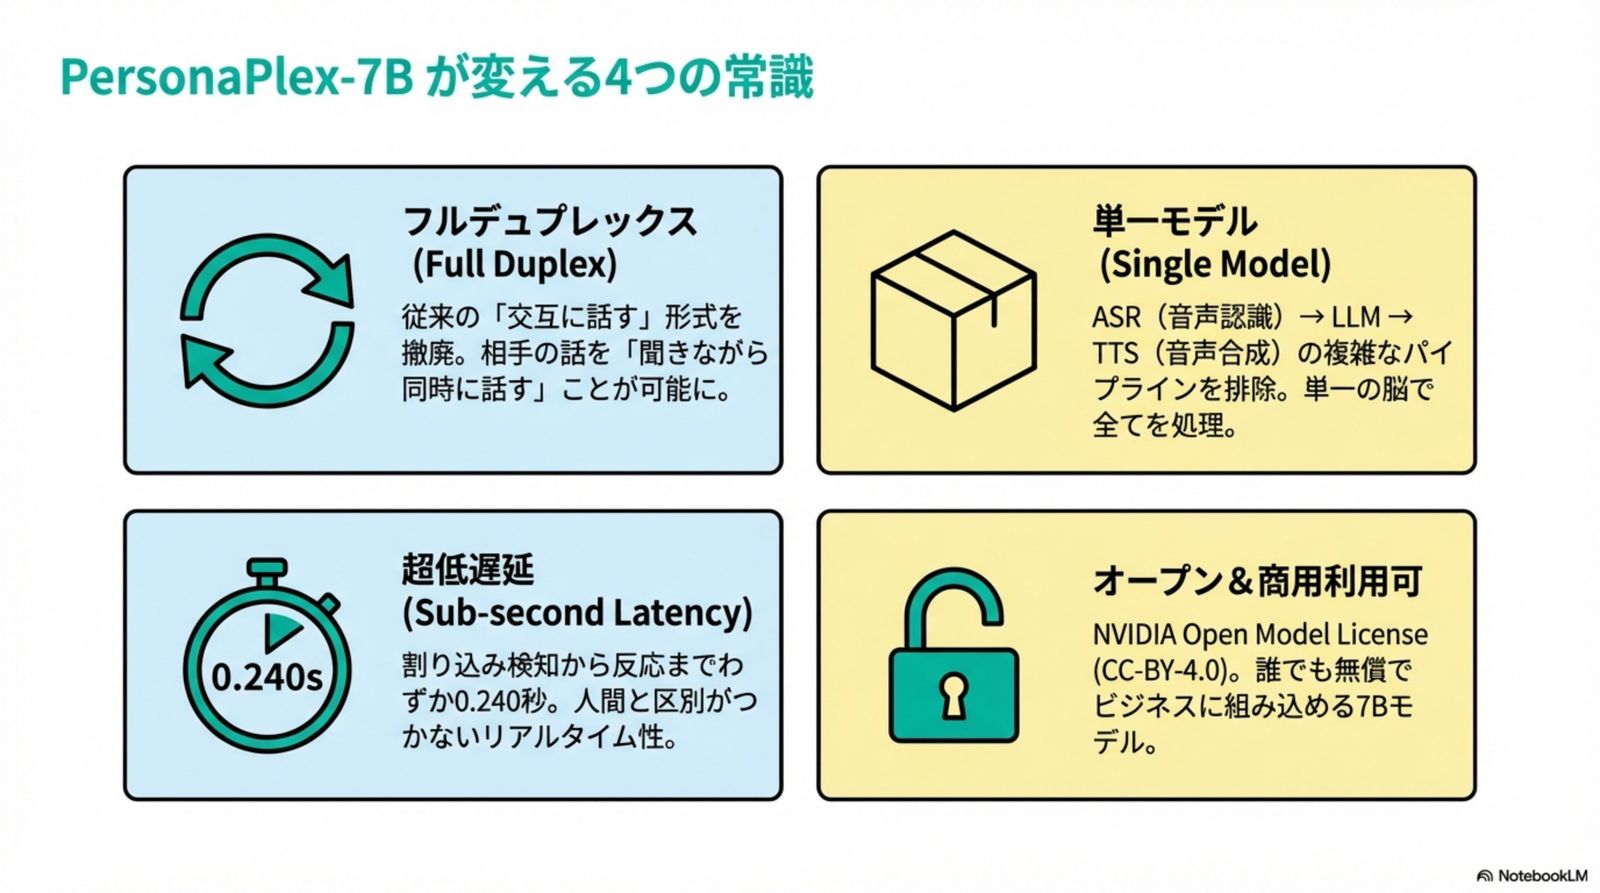 PersonaPlex-7B が変える4つの常識
フルデュプレックス
(Full Duplex)
従来の「交互に話す」形式を
撤廃。相手の話を「聞きながら
同時に話す」ことが可能に。
単一モデル
(Single Model)
ASR（音声認識）→ LLM →
TTS（音声合成）の複雑なパイ
プラインを排除。単一の脳で
全てを処理。
0.240s
超低遅延
(Sub-second Latency)
割り込み検知から反応までわ
ずか0.240秒。人間と区別がつ
かないリアルタイム性。
オープン＆商用利用可
NVIDIA Open Model License
(CC-BY-4.0)。誰でも無償で
ビジネスに組み込める7Bモ
デル。
NotebookLM